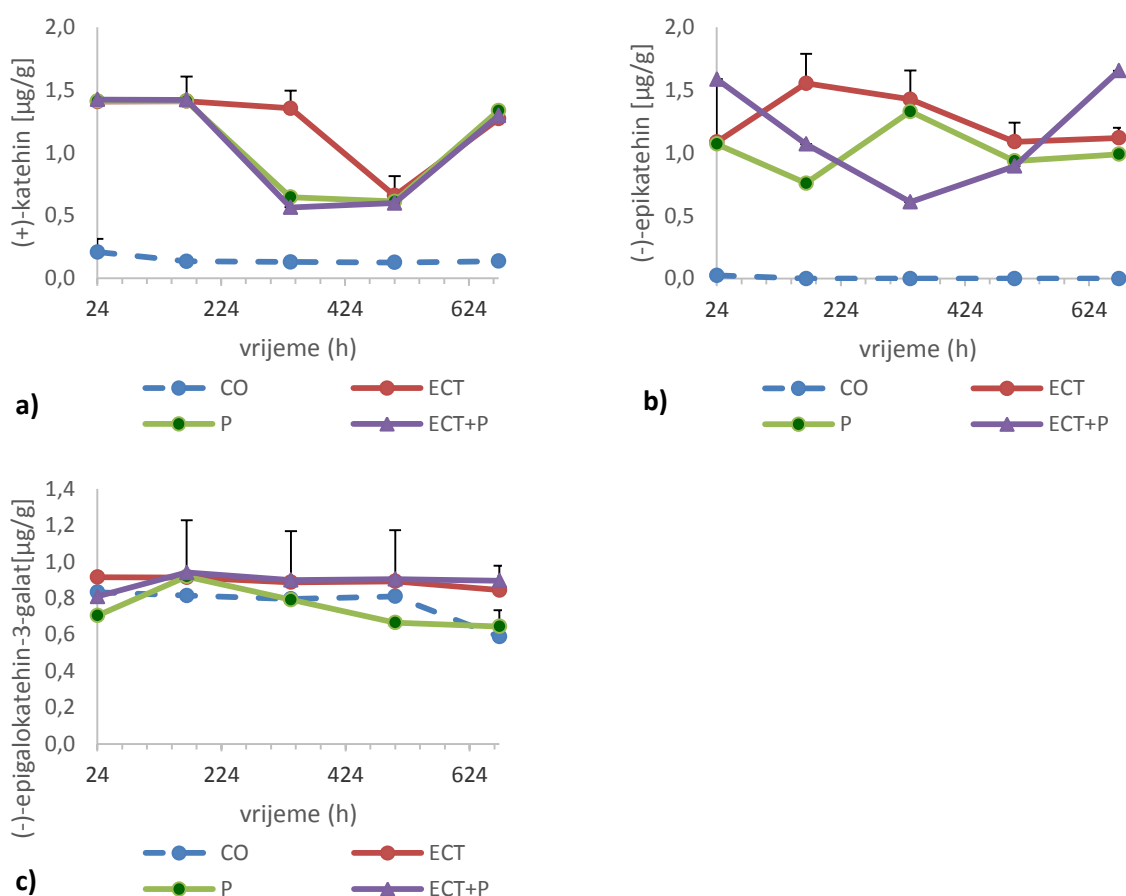 (+)-katehin [µg/g]
2,0
1,5
1,0
0,5
0,0
24 224 424 624
vrijeme (h)
a)
CO ECT
P ECT+P
(-)-epikatehin [µg/g]
2,0
1,5
1,0
0,5
0,0
24 224 424 624
vrijeme (h)
b)
CO ECT
P ECT+P
(-)-epigalokatehin-3-galat[µg/g]
1,4
1,2
1,0
0,8
0,6
0,4
0,2
0,0
24 224 424 624
vrijeme (h)
c)
CO ECT
P ECT+P